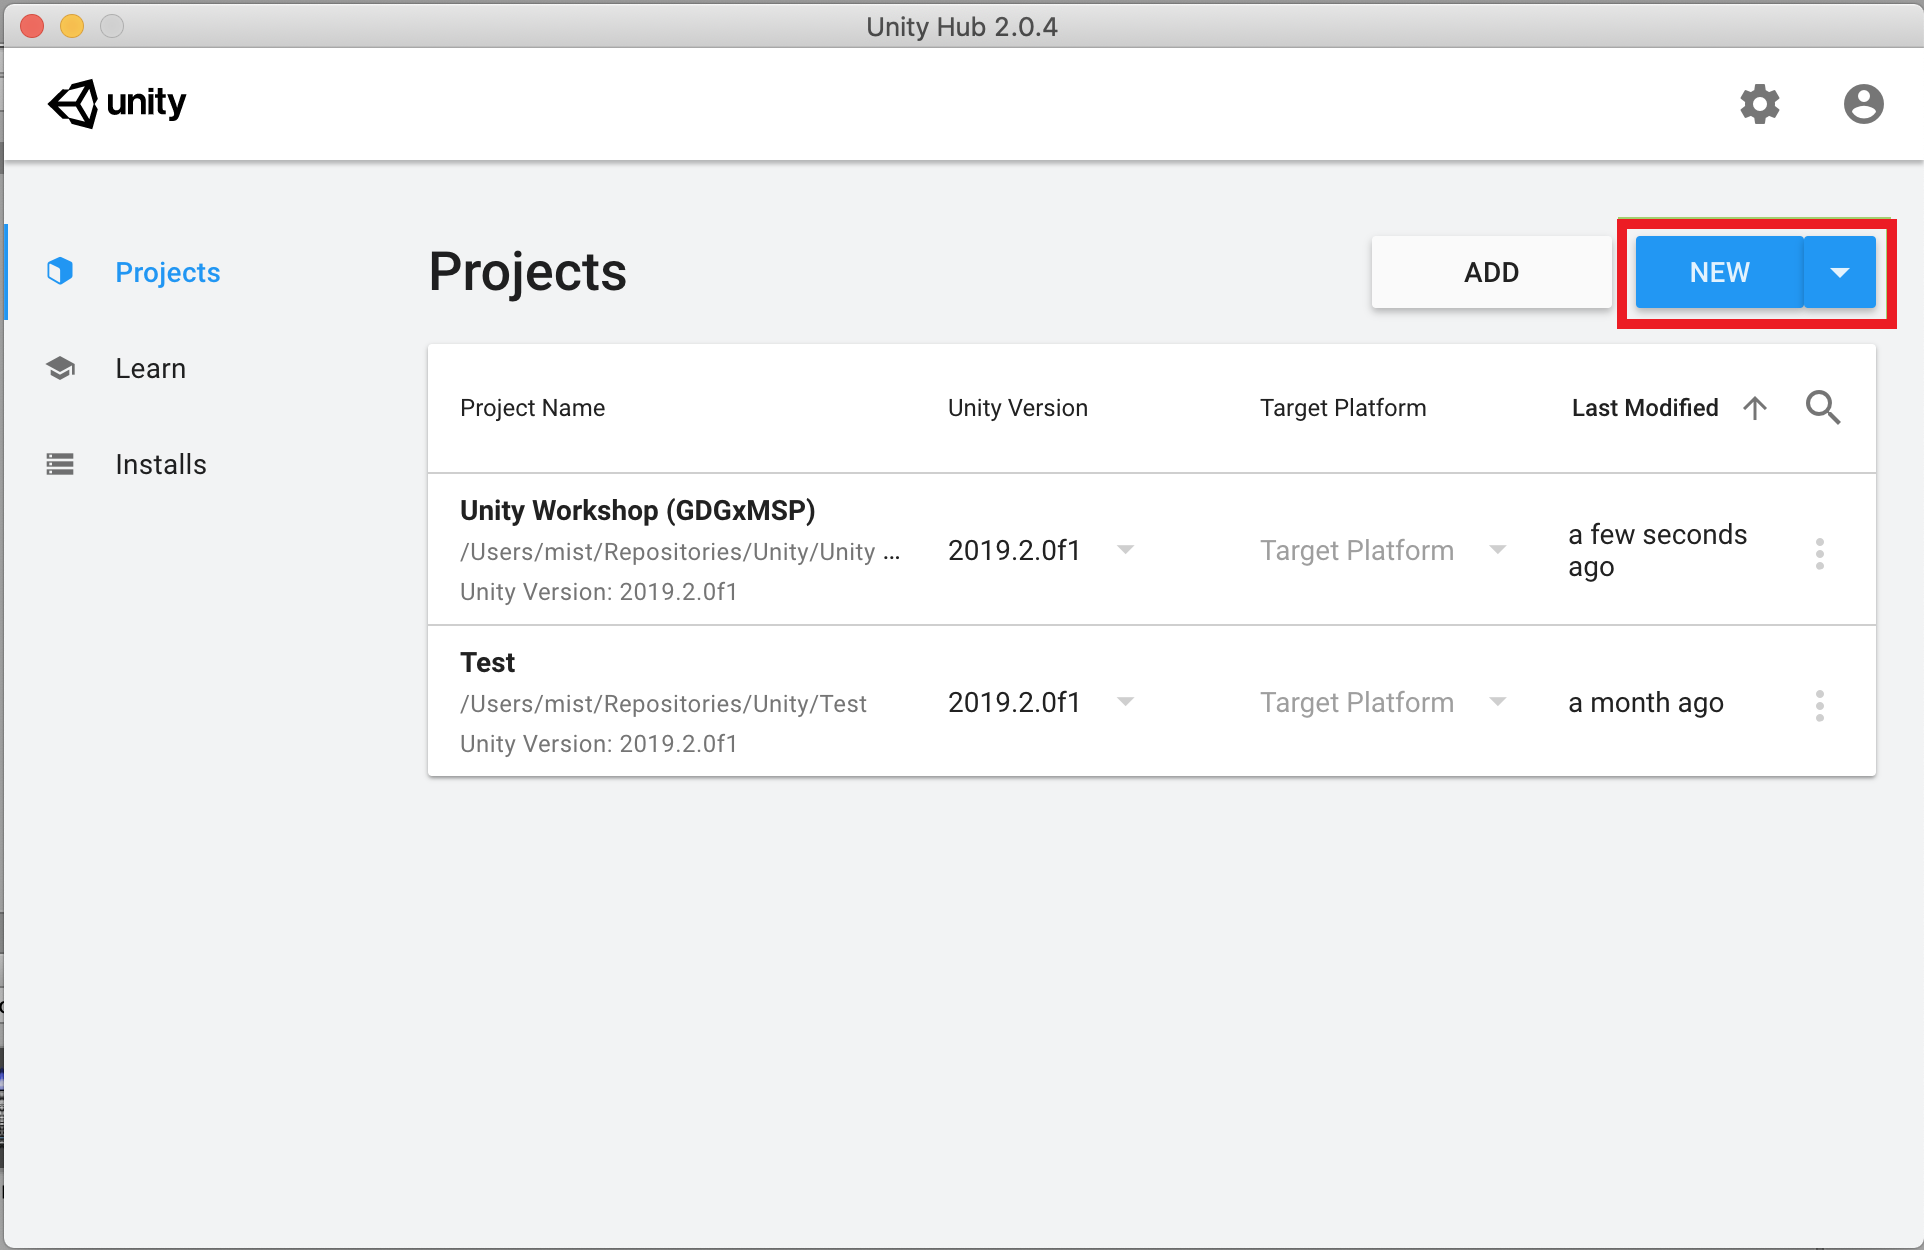 Unity Hub 2.0.4
unity
Projects
Learn
Installs
Projects
ADD
NEW
Project Name
Unity Version
Target Platform
Last Modified
Unity Workshop (GDGxMSP)
/Users/mist/Repositories/Unity/Unity ...
Unity Version: 2019.2.0f1
2019.2.0f1
Target Platform
a few seconds
ago
Test
/Users/mist/Repositories/Unity/Test
Unity Version: 2019.2.0f1
2019.2.0f1
Target Platform
a month ago